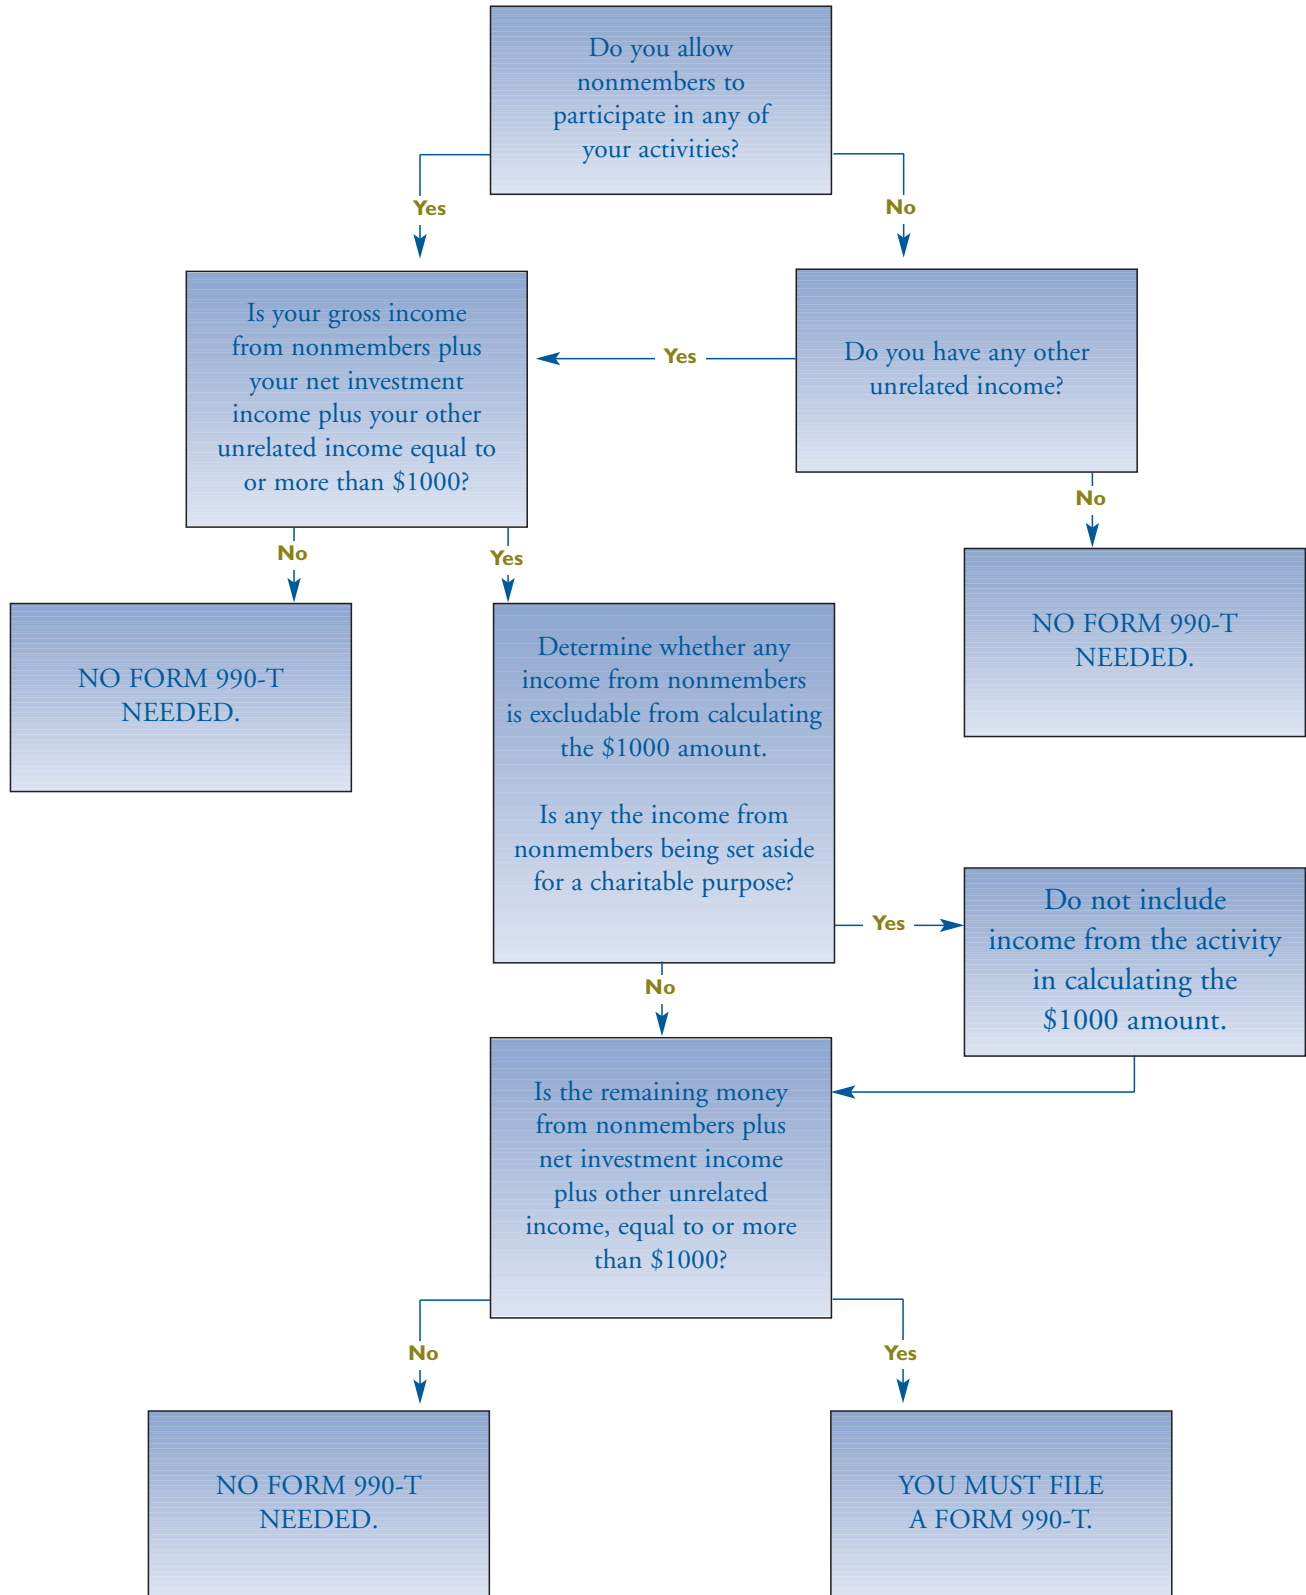 Do you allow
nonmembers to
participate in any of
your activities?
Yes
No
Is your gross income
from nonmembers plus
your net investment
income plus your other
unrelated income equal to
or more than $1000?
Yes
Do you have any other
unrelated income?
No
No
Yes
NO FORM 990-T
NEEDED.
NO FORM 990-T
NEEDED.
Determine whether any
income from nonmembers
is excludable from calculating
the $1000 amount.
Is any the income from
nonmembers being set aside
for a charitable purpose?
Yes
Do not include
income from the activity
in calculating the
$1000 amount.
No
Is the remaining money
from nonmembers plus
net investment income
plus other unrelated
income, equal to or more
than $1000?
No
Yes
NO FORM 990-T
NEEDED.
YOU MUST FILE
A FORM 990-T.